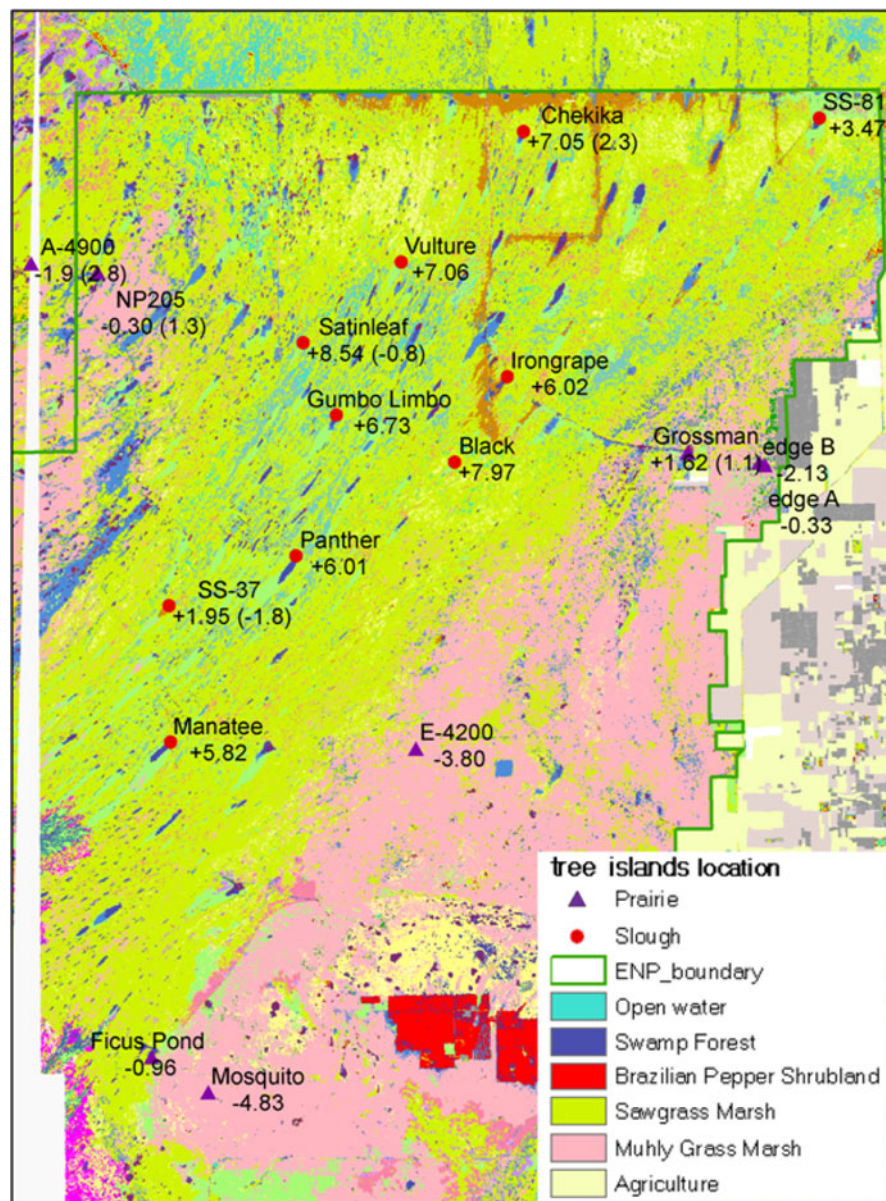 SS-81
+3.47
Chekika
+7.05 (2.3)
A-4900
-1.9 (2.8)
Vulture
+7.06
NP205
-0.30 (1.3)
Satinleaf
+8.54 (-0.8)
Irongrape
+6.02
Gumbo Limbo
+6.73
Black
+7.97
Grossman
+1.62 (1.1)
edge B
-2.13
edge A
-0.33
Panther
+6.01
SS-37
+1.95 (-1.8)
Manatee
+5.82
E-4200
-3.80
Ficus Pond
-0.96
Mosquito
-4.83
tree islands location
Prairie
Slough
ENP_boundary
Open water
Swamp Forest
Brazilian Pepper Shrubland
Sawgrass Marsh
Muhly Grass Marsh
Agriculture